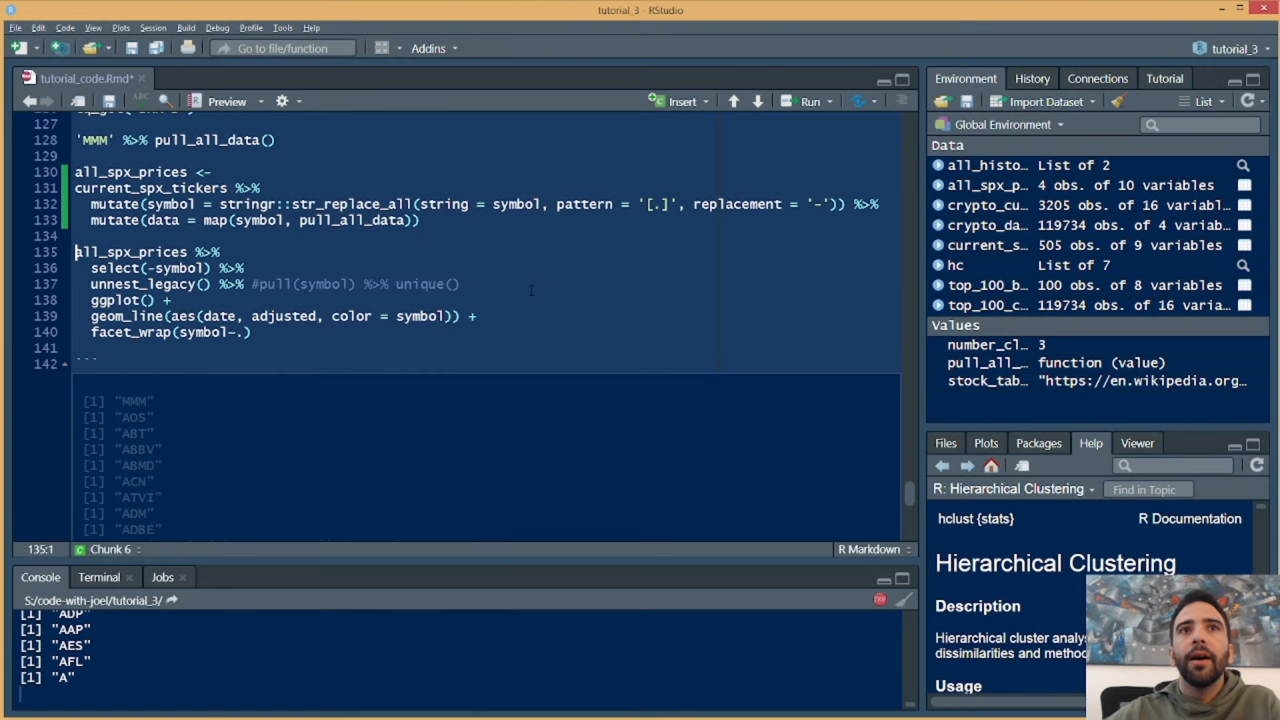 tutorial_3 - RStudio
File Edit Code View Plots Session Build Debug Profile Tools Help
Go to file/function Addins tutorial_3
tutorial_code.Rmd*
ABC Preview Insert Run
127
128 'MMM' %>% pull_all_data()
129
130 all_spx_prices <-
131 current_spx_tickers %>%
132 mutate(symbol = stringr::str_replace_all(string = symbol, pattern = '[.]', replacement = '-')) %>%
133 mutate(data = map(symbol, pull_all_data))
134
135 all_spx_prices %>%
136 select(-symbol) %>%
137 unnest_legacy() %>% #pull(symbol) %>% unique()
138 ggplot() +
139 geom_line(aes(date, adjusted, color = symbol)) +
140 facet_wrap(symbol~.)
141
142 ```
[1] "MMM"
[1] "AOS"
[1] "ABT"
[1] "ABBV"
[1] "ABMD"
[1] "ACN"
[1] "ATVI"
[1] "ADM"
[1] "ADBE"
135:1 Chunk 6 R Markdown
Console Terminal Jobs
S:/code-with-joel/tutorial_3/
[1] "ADP"
[1] "AAP"
[1] "AES"
[1] "AFL"
[1] "A"
Environment History Connections Tutorial
Import Dataset List
Global Environment
Data
all_histo… List of 2
all_spx_p… 4 obs. of 10 variables
crypto_cu… 3205 obs. of 16 variab…
crypto_da… 119794 obs. of 4 varia…
current_s… 505 obs. of 9 variables
hc List of 7
top_100_b… 100 obs. of 8 variables
top_100_c… 119734 obs. of 16 varia…
Values
number_cl… 3
pull_all_… function (value)
stock_tab… "https://en.wikipedia.org…
Files Plots Packages Help Viewer
R: Hierarchical Clustering Find in Topic
hclust {stats} R Documentation
Hierarchical Clustering
Description
Hierarchical cluster analys
dissimilarities and metho
Usage